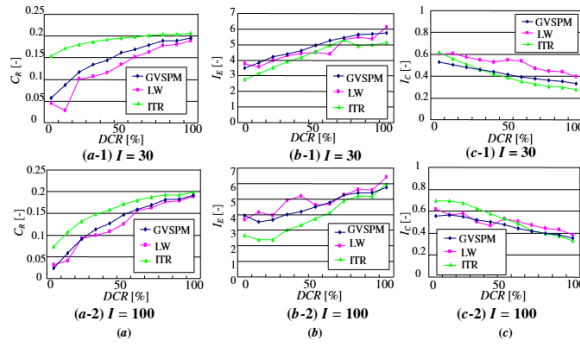 0.25
0.2
0.15
0.1
0.05
0
C_R [-]
GVSPM
LW
ITR
0 50 100
DCR [%]
(a-1) I = 30
7
6
5
4
3
2
1
0
I_E [-]
GVSPM
LW
ITR
0 50 100
DCR [%]
(b-1) I = 30
1
0.8
0.6
0.4
0.2
0
I_C [-]
GVSPM
LW
ITR
0 50 100
DCR [%]
(c-1) I = 30
0.25
0.2
0.15
0.1
0.05
0
C_R [-]
GVSPM
LW
ITR
0 50 100
DCR [%]
(a-2) I = 100
(a)
7
6
5
4
3
2
1
0
I_E [-]
GVSPM
LW
ITR
0 50 100
DCR [%]
(b-2) I = 100
(b)
1
0.8
0.6
0.4
0.2
0
I_C [-]
GVSPM
LW
ITR
0 50 100
DCR [%]
(c-2) I = 100
(c)